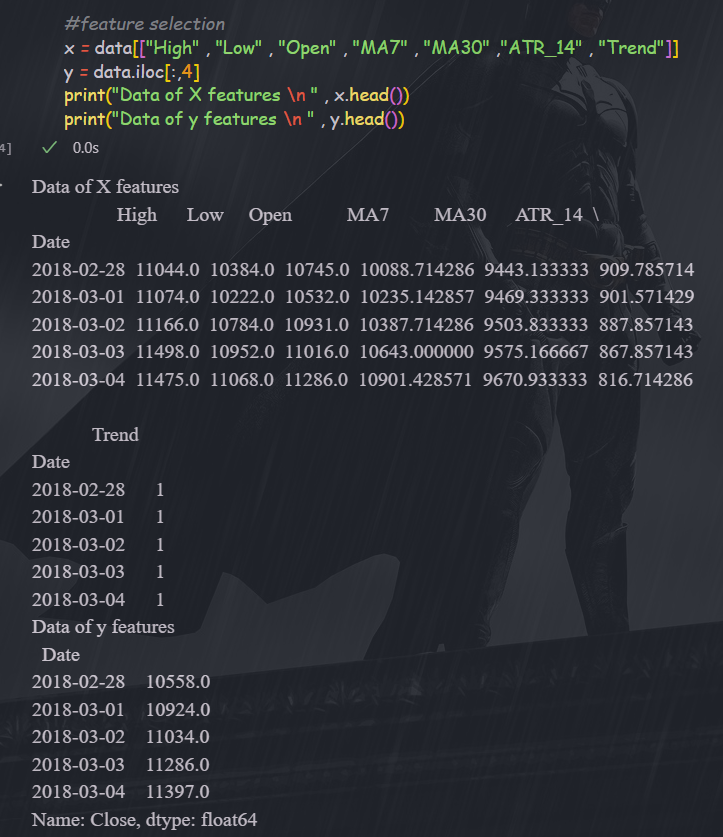 #feature selection
x = data[["High" , "Low" , "Open" , "MA7" , "MA30" ,"ATR_14" , "Trend"]]
y = data.iloc[:,4]
print("Data of X features \n " , x.head())
print("Data of y features \n " , y.head())
4] ✓ 0.0s
Data of X features
High Low Open MA7 MA30 ATR_14 \
Date
2018-02-28 11044.0 10384.0 10745.0 10088.714286 9443.133333 909.785714
2018-03-01 11074.0 10222.0 10532.0 10235.142857 9469.333333 901.571429
2018-03-02 11166.0 10784.0 10931.0 10387.714286 9503.833333 887.857143
2018-03-03 11498.0 10952.0 11016.0 10643.000000 9575.166667 867.857143
2018-03-04 11475.0 11068.0 11286.0 10901.428571 9670.933333 816.714286
Trend
Date
2018-02-28 1
2018-03-01 1
2018-03-02 1
2018-03-03 1
2018-03-04 1
Data of y features
Date
2018-02-28 10558.0
2018-03-01 10924.0
2018-03-02 11034.0
2018-03-03 11286.0
2018-03-04 11397.0
Name: Close, dtype: float64